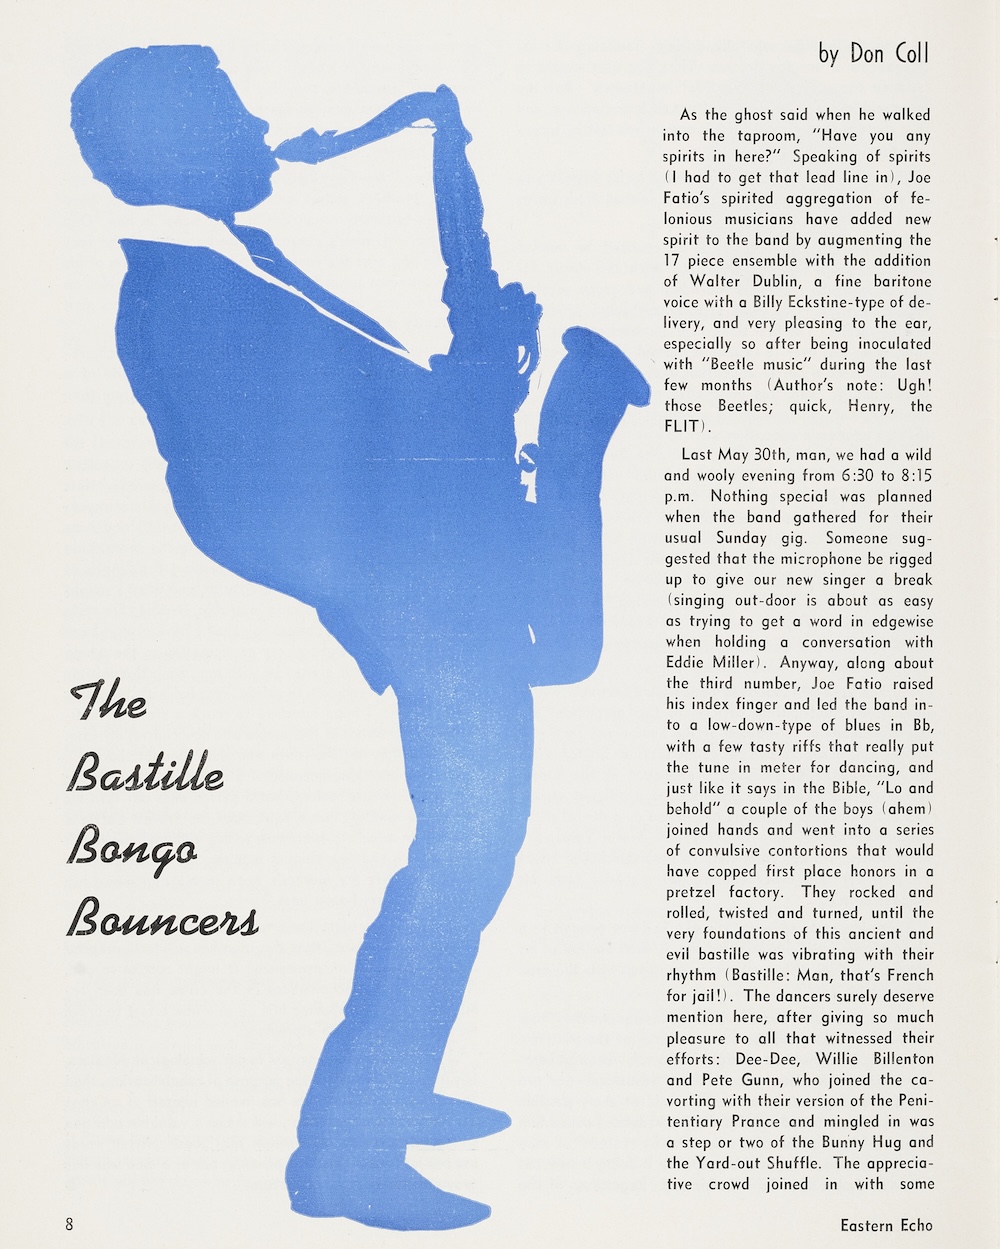 by Don Coll
As the ghost said when he walked
into the taproom, "Have you any
spirits in here?" Speaking of spirits
(I had to get that lead line in), Joe
Fatio's spirited aggregation of fe-
lonious musicians have added new
spirit to the band by augmenting the
17 piece ensemble with the addition
of Walter Dublin, a fine baritone
voice with a Billy Eckstine-type of de-
livery, and very pleasing to the ear,
especially so after being inoculated
with "Beetle music" during the last
few months (Author's note: Ugh!
those Beetles; quick, Henry, the
FLIT).
Last May 30th, man, we had a wild
and wooly evening from 6:30 to 8:15
p.m. Nothing special was planned
when the band gathered for their
usual Sunday gig. Someone sug-
gested that the microphone be rigged
up to give our new singer a break
(singing out-door is about as easy
as trying to get a word in edgewise
when holding a conversation with
Eddie Miller). Anyway, along about
the third number, Joe Fatio raised
his index finger and led the band in-
to a low-down-type of blues in Bb,
with a few tasty riffs that really put
the tune in meter for dancing, and
just like it says in the Bible, "Lo and
behold" a couple of the boys (ahem)
joined hands and went into a series
of convulsive contortions that would
have copped first place honors in a
pretzel factory. They rocked and
rolled, twisted and turned, until the
very foundations of this ancient and
evil bastille was vibrating with their
rhythm (Bastille: Man, that's French
for jail!). The dancers surely deserve
mention here, after giving so much
pleasure to all that witnessed their
efforts: Dee-Dee, Willie Billenton
and Pete Gunn, who joined the ca-
vorting with their version of the Peni-
tentiary Prance and mingled in was
a step or two of the Bunny Hug and
the Yard-out Shuffle. The apprecia-
tive crowd joined in with some
The
Bastille
Bongo
Bouncers
8
Eastern Echo